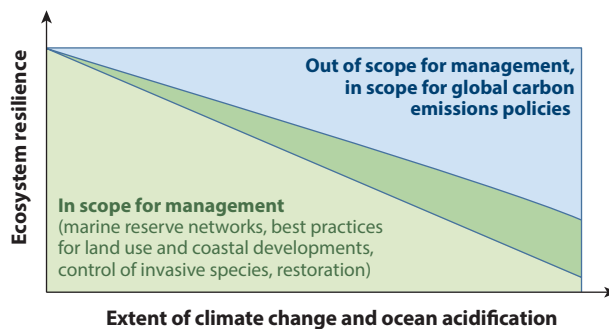 Ecosystem resilience
Out of scope for management,
in scope for global carbon
emissions policies
In scope for management
(marine reserve networks, best practices
for land use and coastal developments,
control of invasive species, restoration)
Extent of climate change and ocean acidification